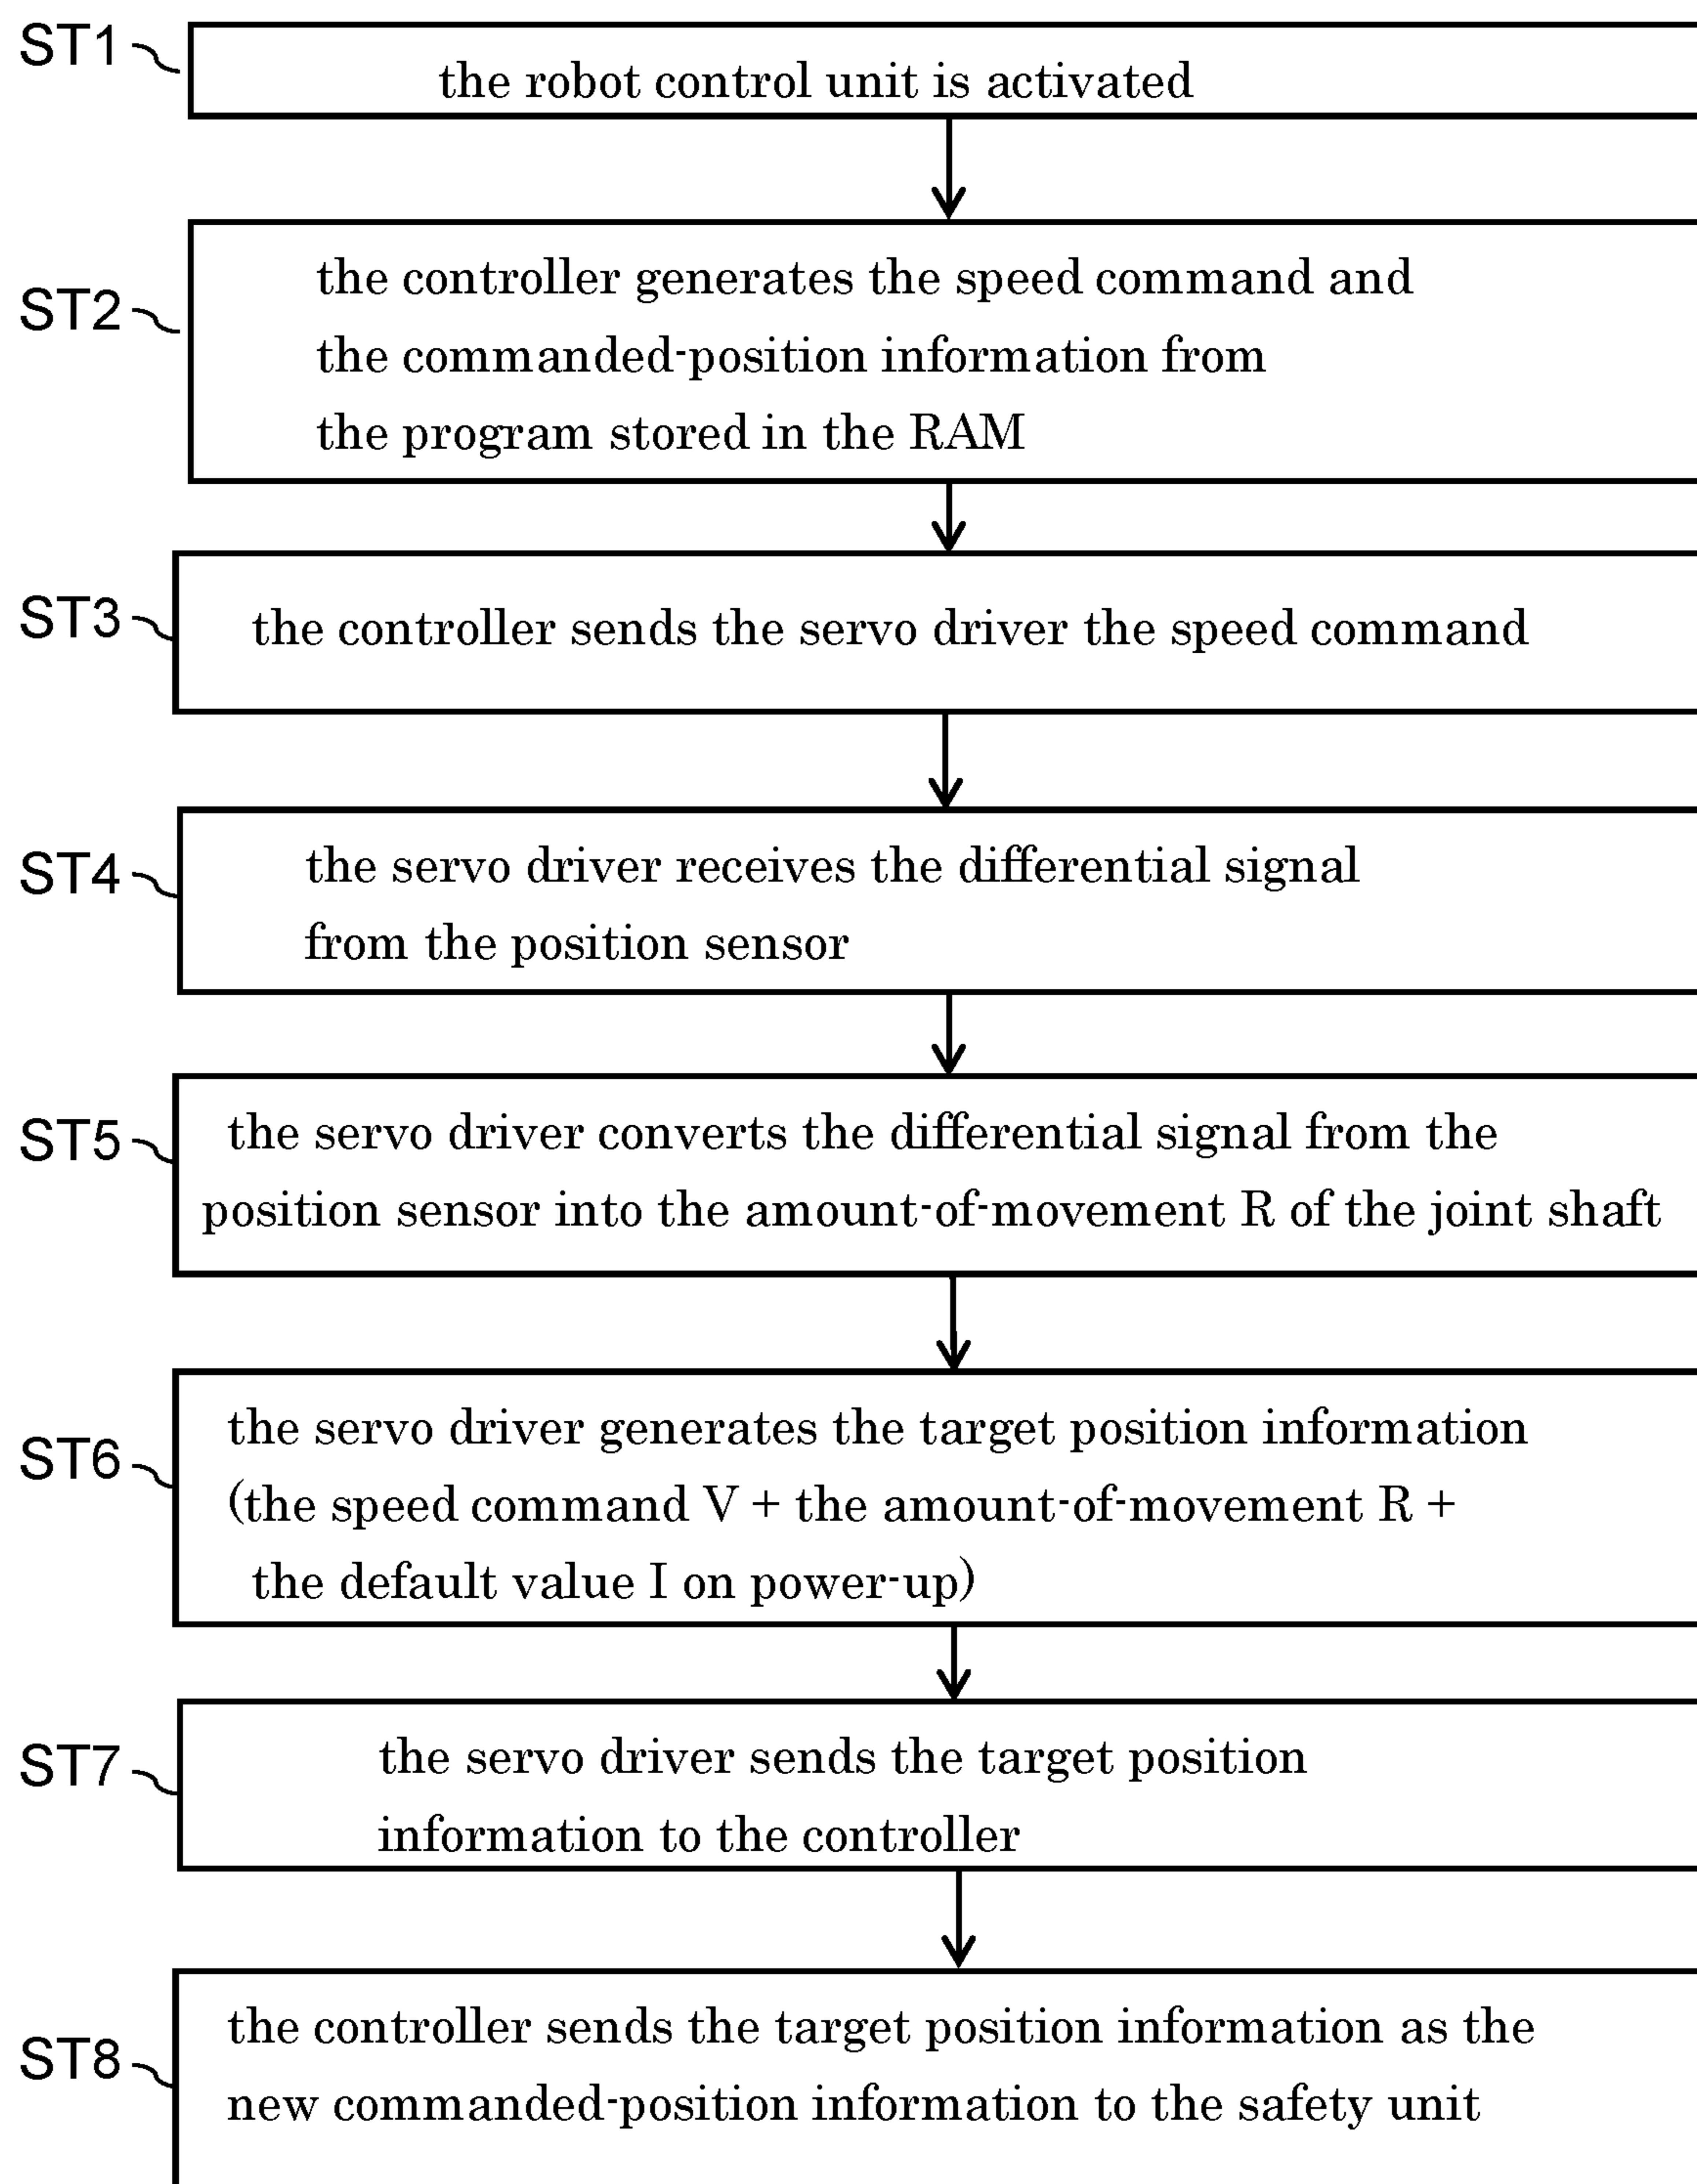 ST1
the robot control unit is activated
ST2
the controller generates the speed command and
the commanded-position information from
the program stored in the RAM
ST3
the controller sends the servo driver the speed command
ST4
the servo driver receives the differential signal
from the position sensor
ST5
the servo driver converts the differential signal from the
position sensor into the amount-of-movement R of the joint shaft
ST6
the servo driver generates the target position information
(the speed command V + the amount-of-movement R +
the default value I on power-up)
ST7
the servo driver sends the target position
information to the controller
ST8
the controller sends the target position information as the
new commanded-position information to the safety unit